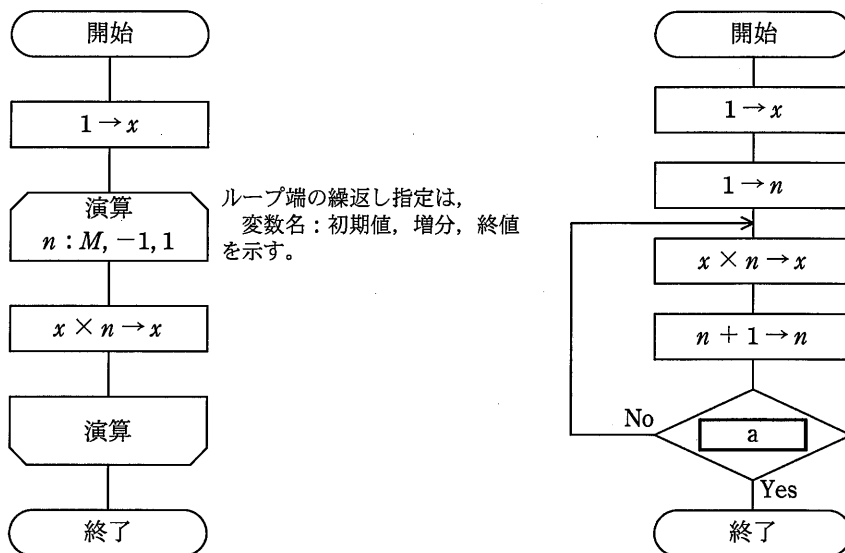 開始
1 → x
演算
n : M, −1, 1
x × n → x
演算
終了
ループ端の繰返し指定は，
変数名：初期値，増分，終値
を示す。
開始
1 → x
1 → n
x × n → x
n + 1 → n
a
No
Yes
終了